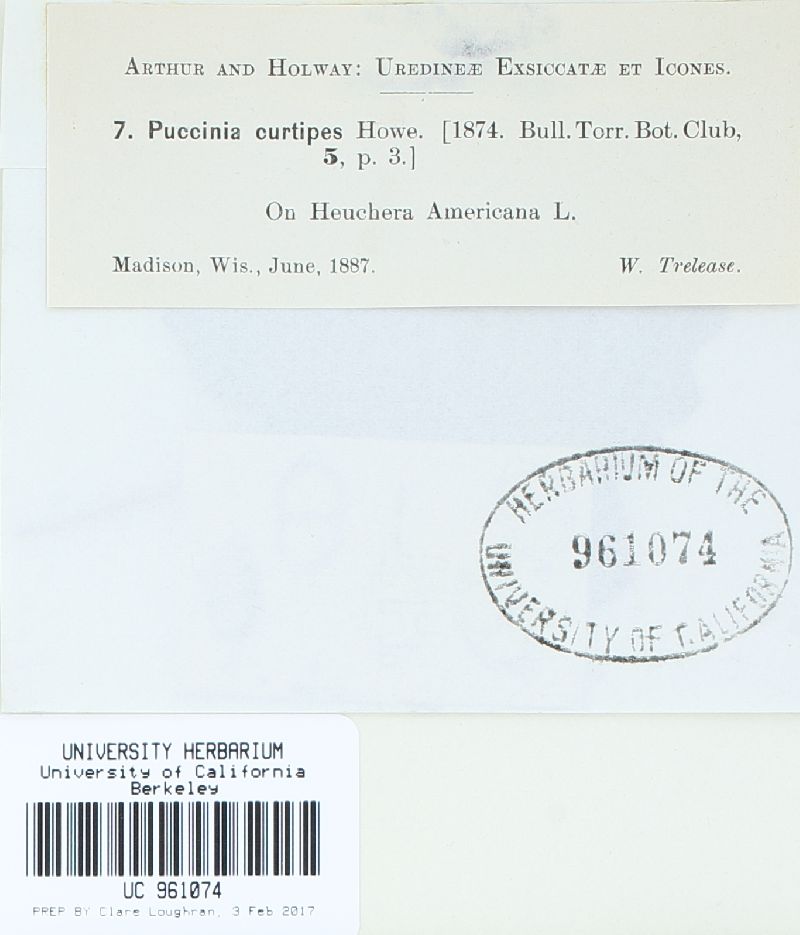 ARTHUR AND HOLWAY: UREDINEÆ EXSICCATÆ ET ICONES.
7. Puccinia curtipes Howe. [1874. Bull. Torr. Bot. Club,
5, p. 3.]
On Heuchera Americana L.
Madison, Wis., June, 1887. W. Trelease.
HERBARIUM OF THE
961074
UNIVERSITY OF CALIFORNIA
UNIVERSITY HERBARIUM
University of California
Berkeley
UC 961074
PREP BY Clare Loughran, 3 Feb 2017